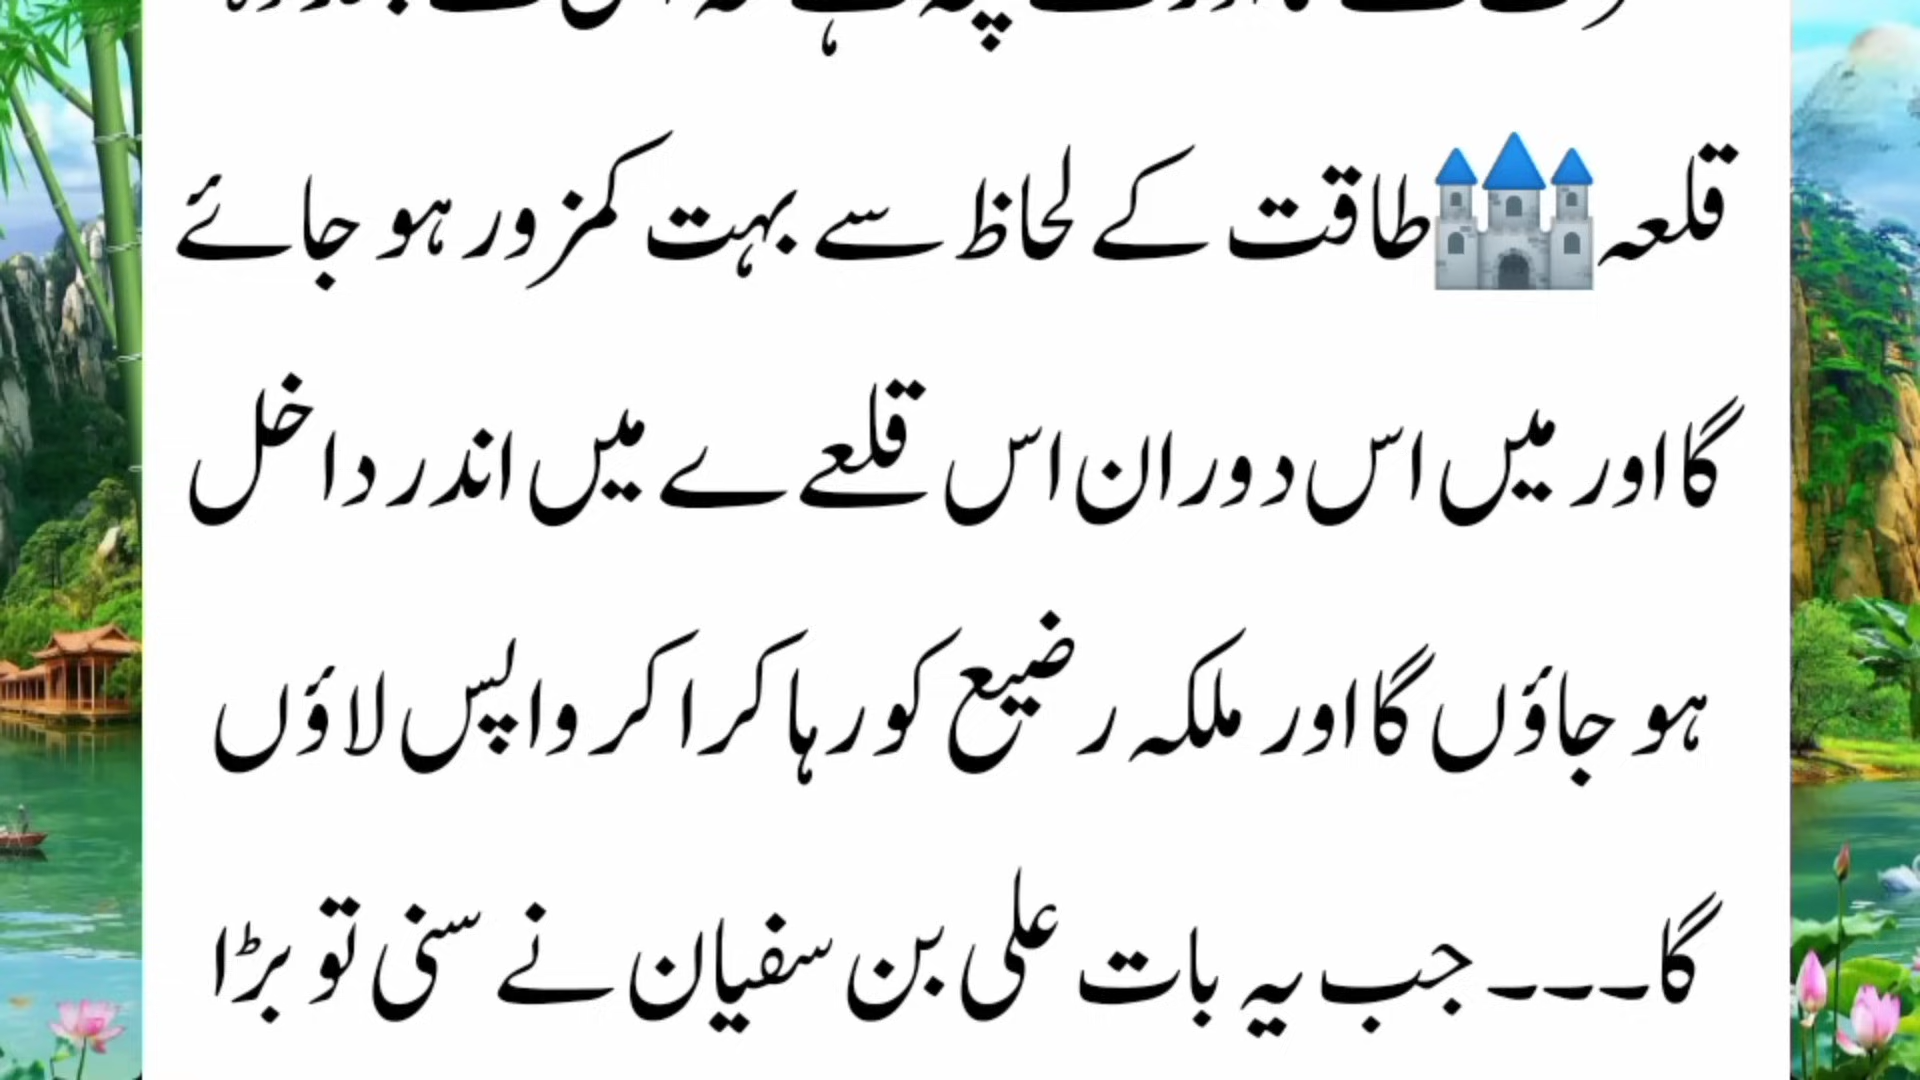 قلعہ🏰طاقت کے لحاظ سے بہت کمزور ہو جائے
گا اور میں اس دوران اس قلعے ے میں اندر داخل
ہو جاؤں گا اور ملکہ رضیع کو رہا کرا کر واپس لاؤں
گا۔۔۔ جب یہ بات علی بن سفیان نے سنی تو بڑا